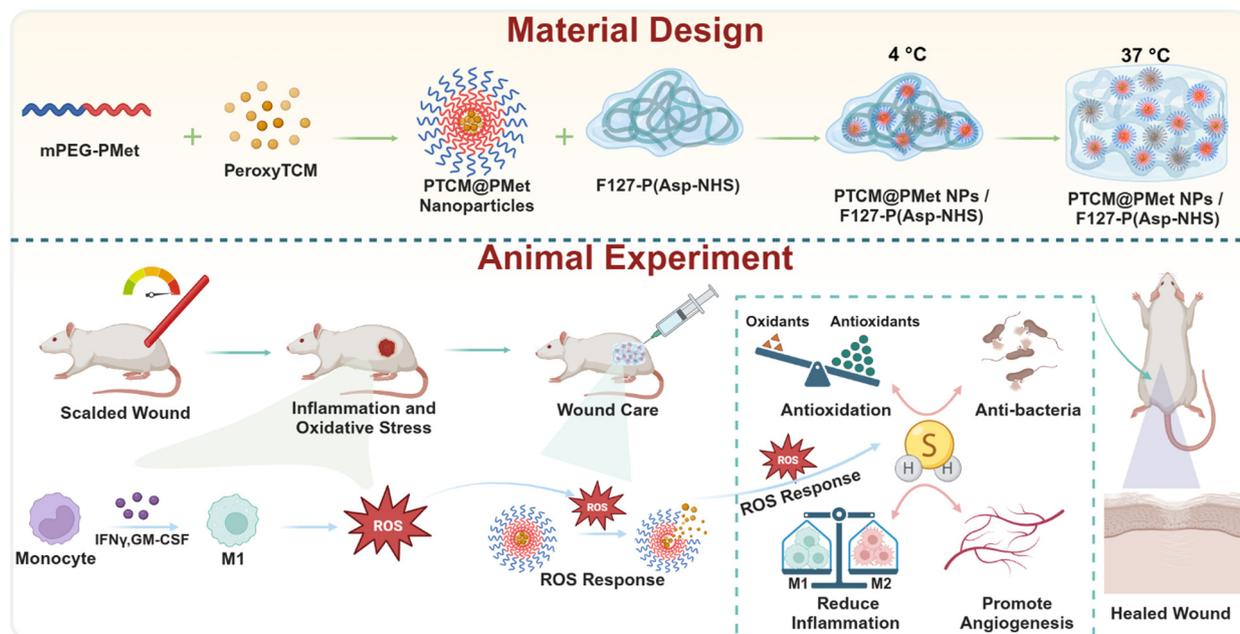 Material Design
4 °C
37 °C
mPEG-PMet
+
PeroxyTCM
PTCM@PMet
Nanoparticles
+
F127-P(Asp-NHS)
PTCM@PMet NPs /
F127-P(Asp-NHS)
PTCM@PMet NPs /
F127-P(Asp-NHS)
Animal Experiment
Scalded Wound
Inflammation and
Oxidative Stress
Wound Care
Oxidants
Antioxidants
Antioxidation
Anti-bacteria
S
H
H
ROS
ROS Response
Monocyte
IFNγ,GM-CSF
M1
ROS
ROS
ROS Response
M1
M2
Reduce
Inflammation
Promote
Angiogenesis
Healed Wound